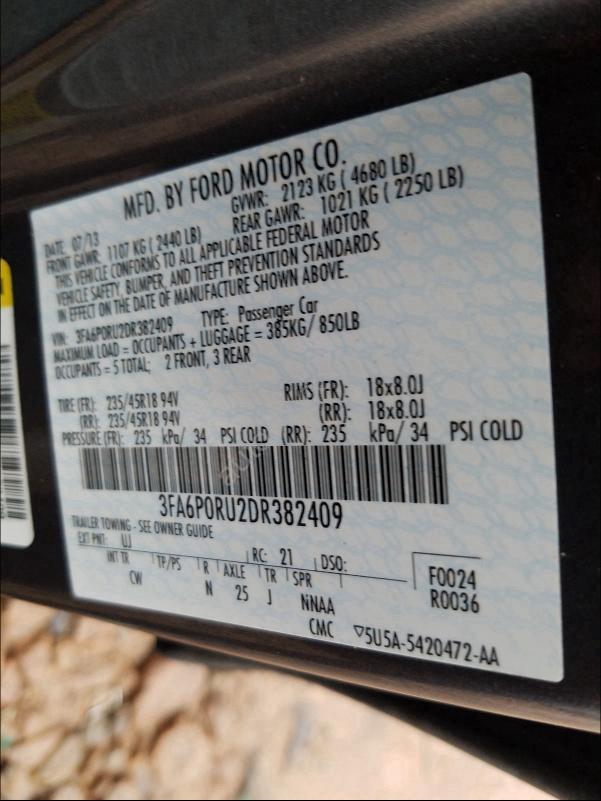 MFD. BY FORD MOTOR CO.
DATE: 07/13 GVWR: 2123 KG ( 4680 LB)
FRONT GAWR: 1107 KG ( 2440 LB) REAR GAWR: 1021 KG ( 2250 LB)
THIS VEHICLE CONFORMS TO ALL APPLICABLE FEDERAL MOTOR
VEHICLE SAFETY, BUMPER, AND THEFT PREVENTION STANDARDS
IN EFFECT ON THE DATE OF MANUFACTURE SHOWN ABOVE.
VIN: 3FA6P0RU2DR382409 TYPE: Passenger Car
MAXIMUM LOAD = OCCUPANTS + LUGGAGE = 385KG/ 850LB
OCCUPANTS = 5 TOTAL; 2 FRONT, 3 REAR
TIRE (FR): 235/45R18 94V RIMS (FR): 18x8.0J
(RR): 235/45R18 94V (RR): 18x8.0J
PRESSURE (FR): 235 kPa/ 34 PSI COLD (RR): 235 kPa/ 34 PSI COLD
3FA6P0RU2DR382409
TRAILER TOWING - SEE OWNER GUIDE
EXT PNT: UJ RC: 21 DSO:
INT TR TP/PS R AXLE TR SPR F0024
CW N 25 J NNAA R0036
CMC ▽5U5A-5420472-AA